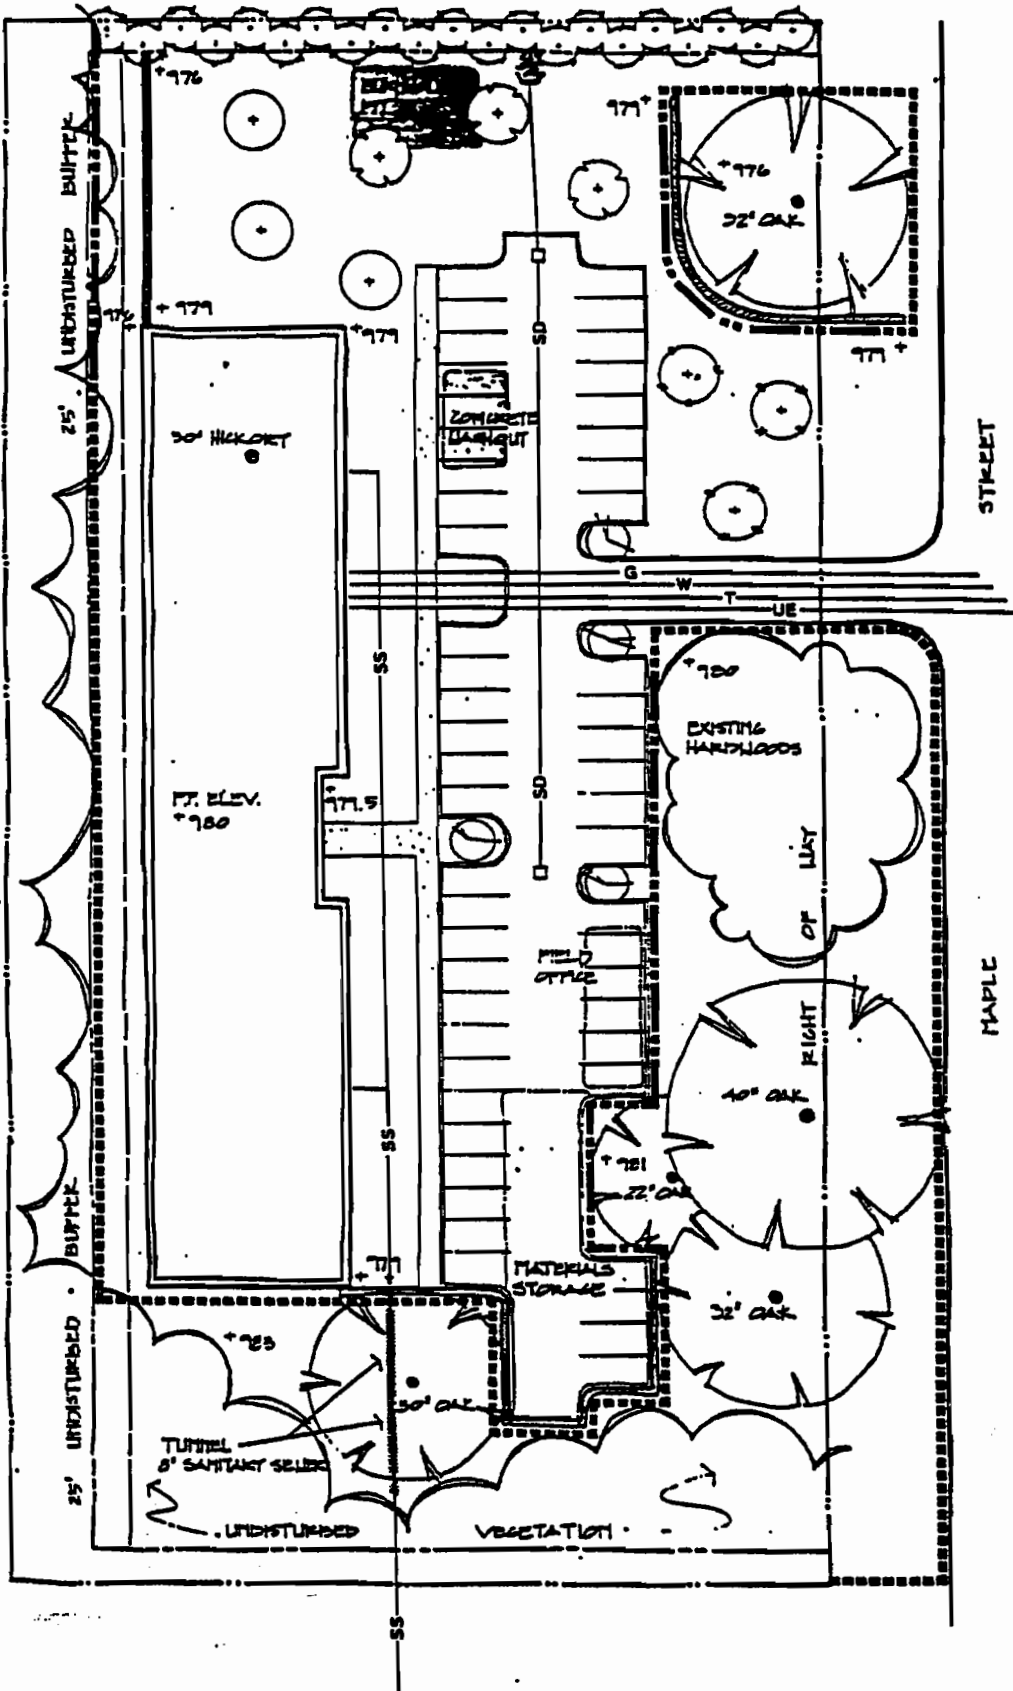 +976
979+
+976
32" OAK
25' UNDISTURBED BUFFER
976
+ 979
+979
SD
979 +
30" HICKORY
CONCRETE
WASHOUT
STREET
G
W
T
UE
SS
+980
EXISTING
HARDWOODS
FF. ELEV.
+980
+979.5
SD
RIGHT OF WAY
OFFICE
MAPLE
40" OAK
SS
+ 981
22" OAK
+979
MATERIALS
STORAGE
32" OAK
+983
25' UNDISTURBED BUFFER
30" OAK
TUNNEL
8" SANITARY SEWER
UNDISTURBED VEGETATION
SS